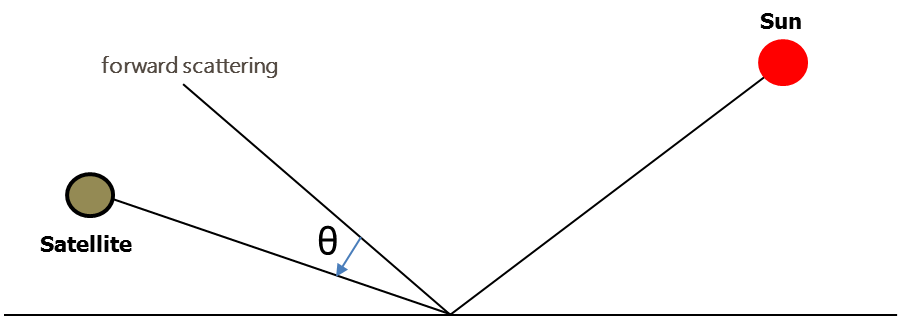 Sun
forward scattering
θ
Satellite